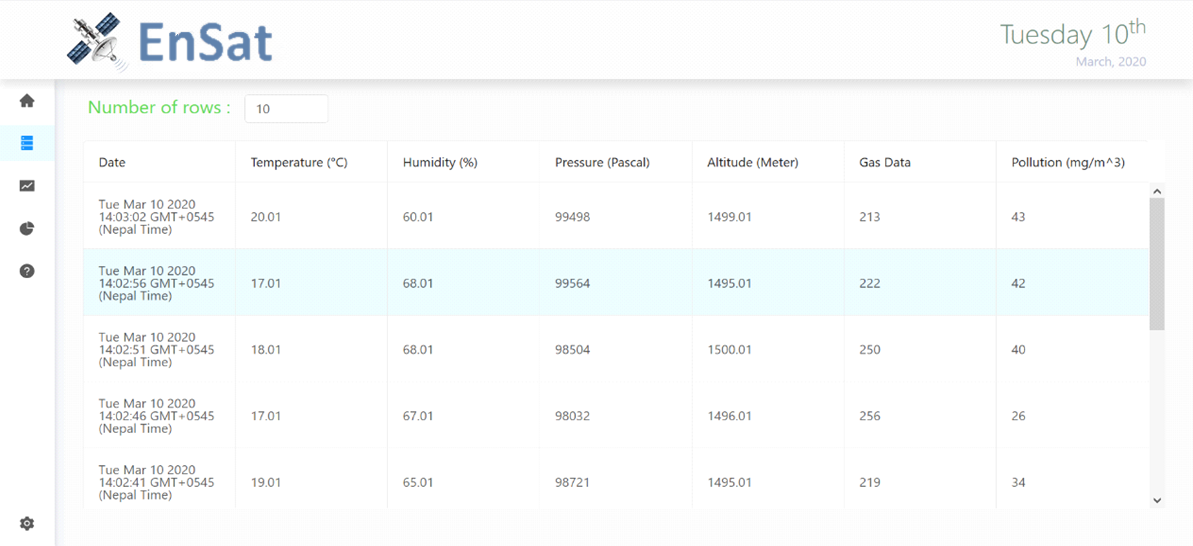 EnSat
Tuesday 10th
March, 2020
Number of rows : 10
Date Temperature (°C) Humidity (%) Pressure (Pascal) Altitude (Meter) Gas Data Pollution (mg/m^3)
Tue Mar 10 2020
14:03:02 GMT+0545 20.01 60.01 99498 1499.01 213 43
(Nepal Time)
Tue Mar 10 2020
14:02:56 GMT+0545 17.01 68.01 99564 1495.01 222 42
(Nepal Time)
Tue Mar 10 2020
14:02:51 GMT+0545 18.01 68.01 98504 1500.01 250 40
(Nepal Time)
Tue Mar 10 2020
14:02:46 GMT+0545 17.01 67.01 98032 1496.01 256 26
(Nepal Time)
Tue Mar 10 2020
14:02:41 GMT+0545 19.01 65.01 98721 1495.01 219 34
(Nepal Time)